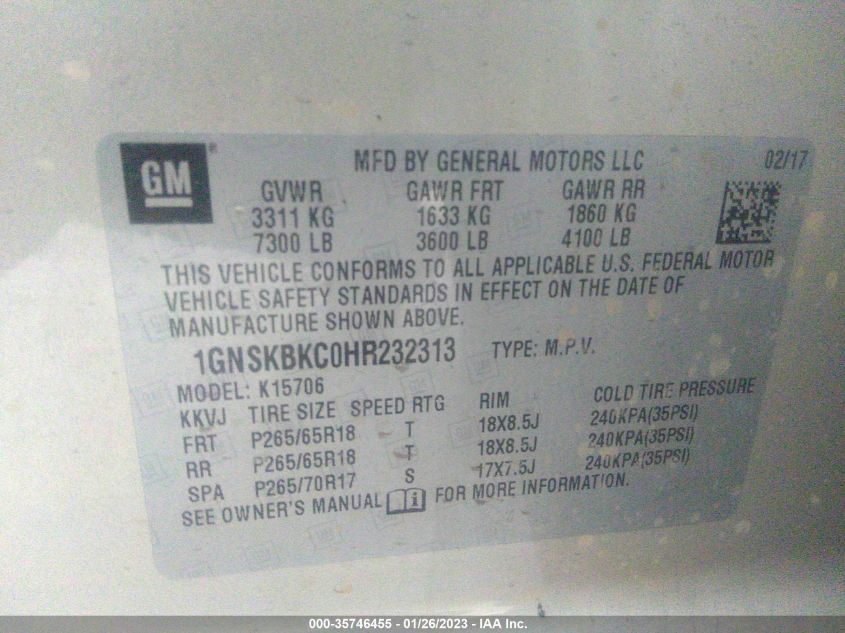 GM®
MFD BY GENERAL MOTORS LLC 02/17
GVWR GAWR FRT GAWR RR
3311 KG 1633 KG 1860 KG
7300 LB 3600 LB 4100 LB
THIS VEHICLE CONFORMS TO ALL APPLICABLE U.S. FEDERAL MOTOR
VEHICLE SAFETY STANDARDS IN EFFECT ON THE DATE OF
MANUFACTURE SHOWN ABOVE.
1GNSKBKC0HR232313 TYPE: M.P.V.
MODEL: K15706
KKVJ TIRE SIZE SPEED RTG RIM COLD TIRE PRESSURE
FRT P265/65R18 T 18X8.5J 240KPA(35PSI)
RR P265/65R18 T 18X8.5J 240KPA(35PSI)
SPA P265/70R17 S 17X7.5J 240KPA(35PSI)
SEE OWNER'S MANUAL i FOR MORE INFORMATION.
000-35746455 - 01/26/2023 - IAA Inc.